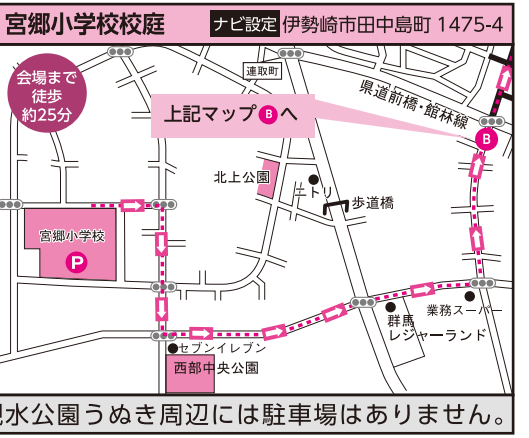 宮郷小学校校庭
ナビ設定 伊勢崎市田中島町 1475-4
会場まで
徒歩
約25分
連取町
県道前橋・館林線
上記マップBへ
B
北上公園
ニトリ
歩道橋
宮郷小学校
P
群馬
レジャーランド
業務スーパー
セブンイレブン
西部中央公園
水公園うぬき周辺には駐車場はありません。